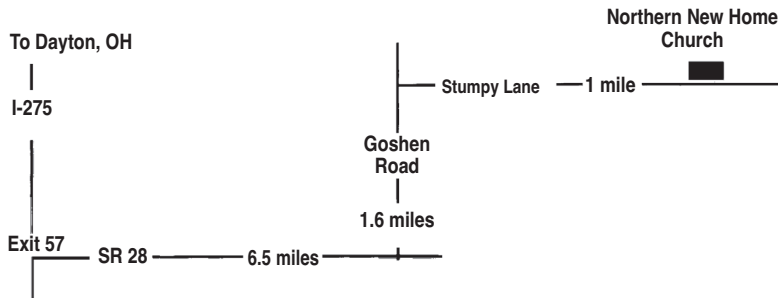 Northern New Home
Church
To Dayton, OH
I-275
Stumpy Lane
1 mile
Goshen
Road
1.6 miles
Exit 57
SR 28
6.5 miles